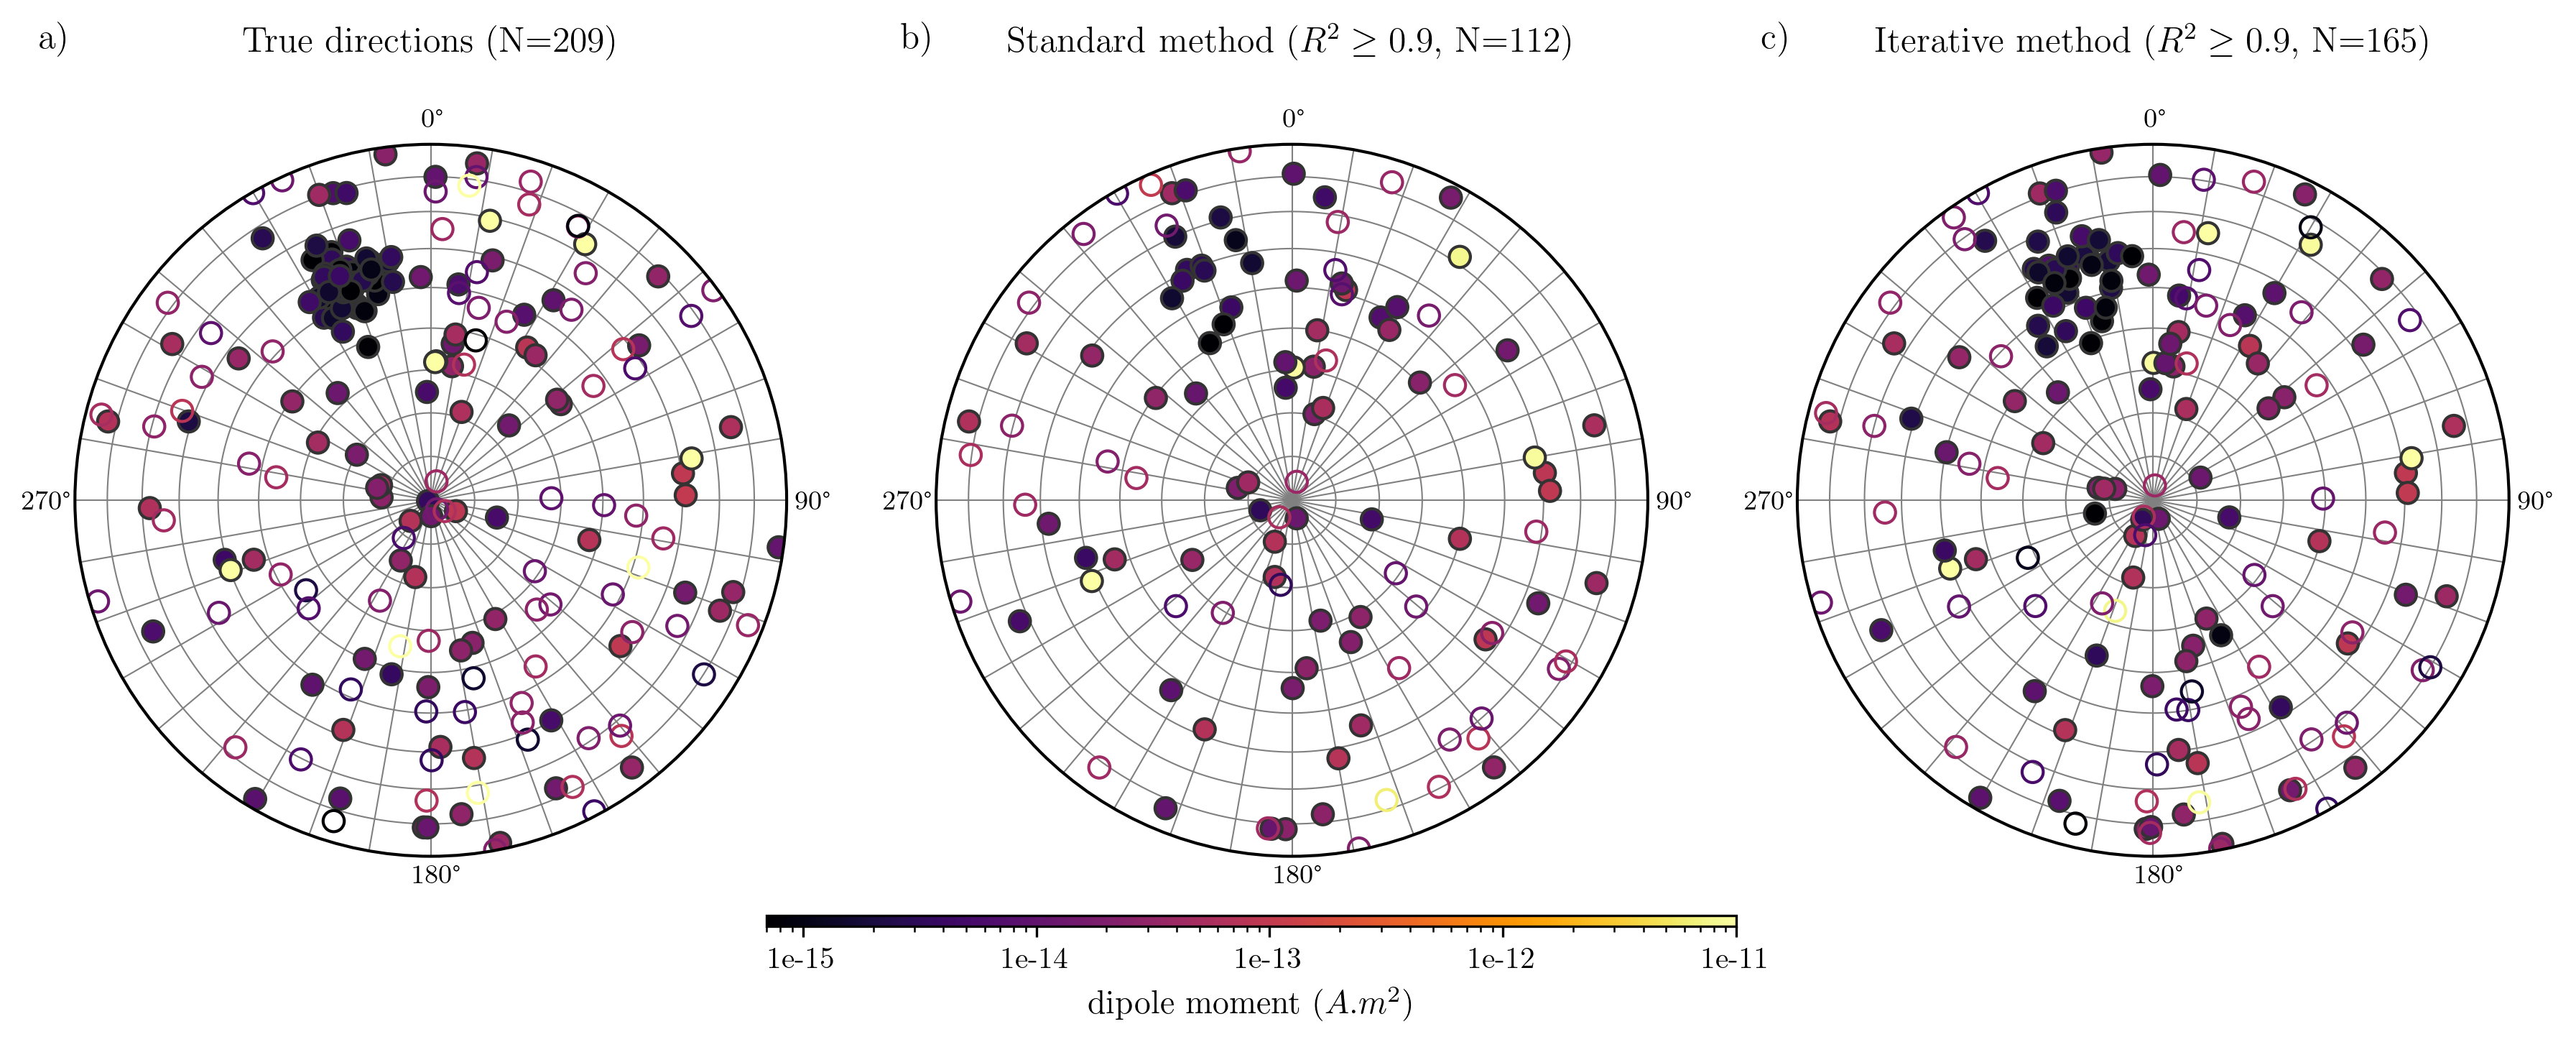 a)
True directions (N=209)
b)
Standard method (R² ≥ 0.9, N=112)
c)
Iterative method (R² ≥ 0.9, N=165)
0°
0°
0°
270°
90°
270°
90°
270°
90°
180°
180°
180°
1e-15
1e-14
1e-13
1e-12
1e-11
dipole moment (A.m²)